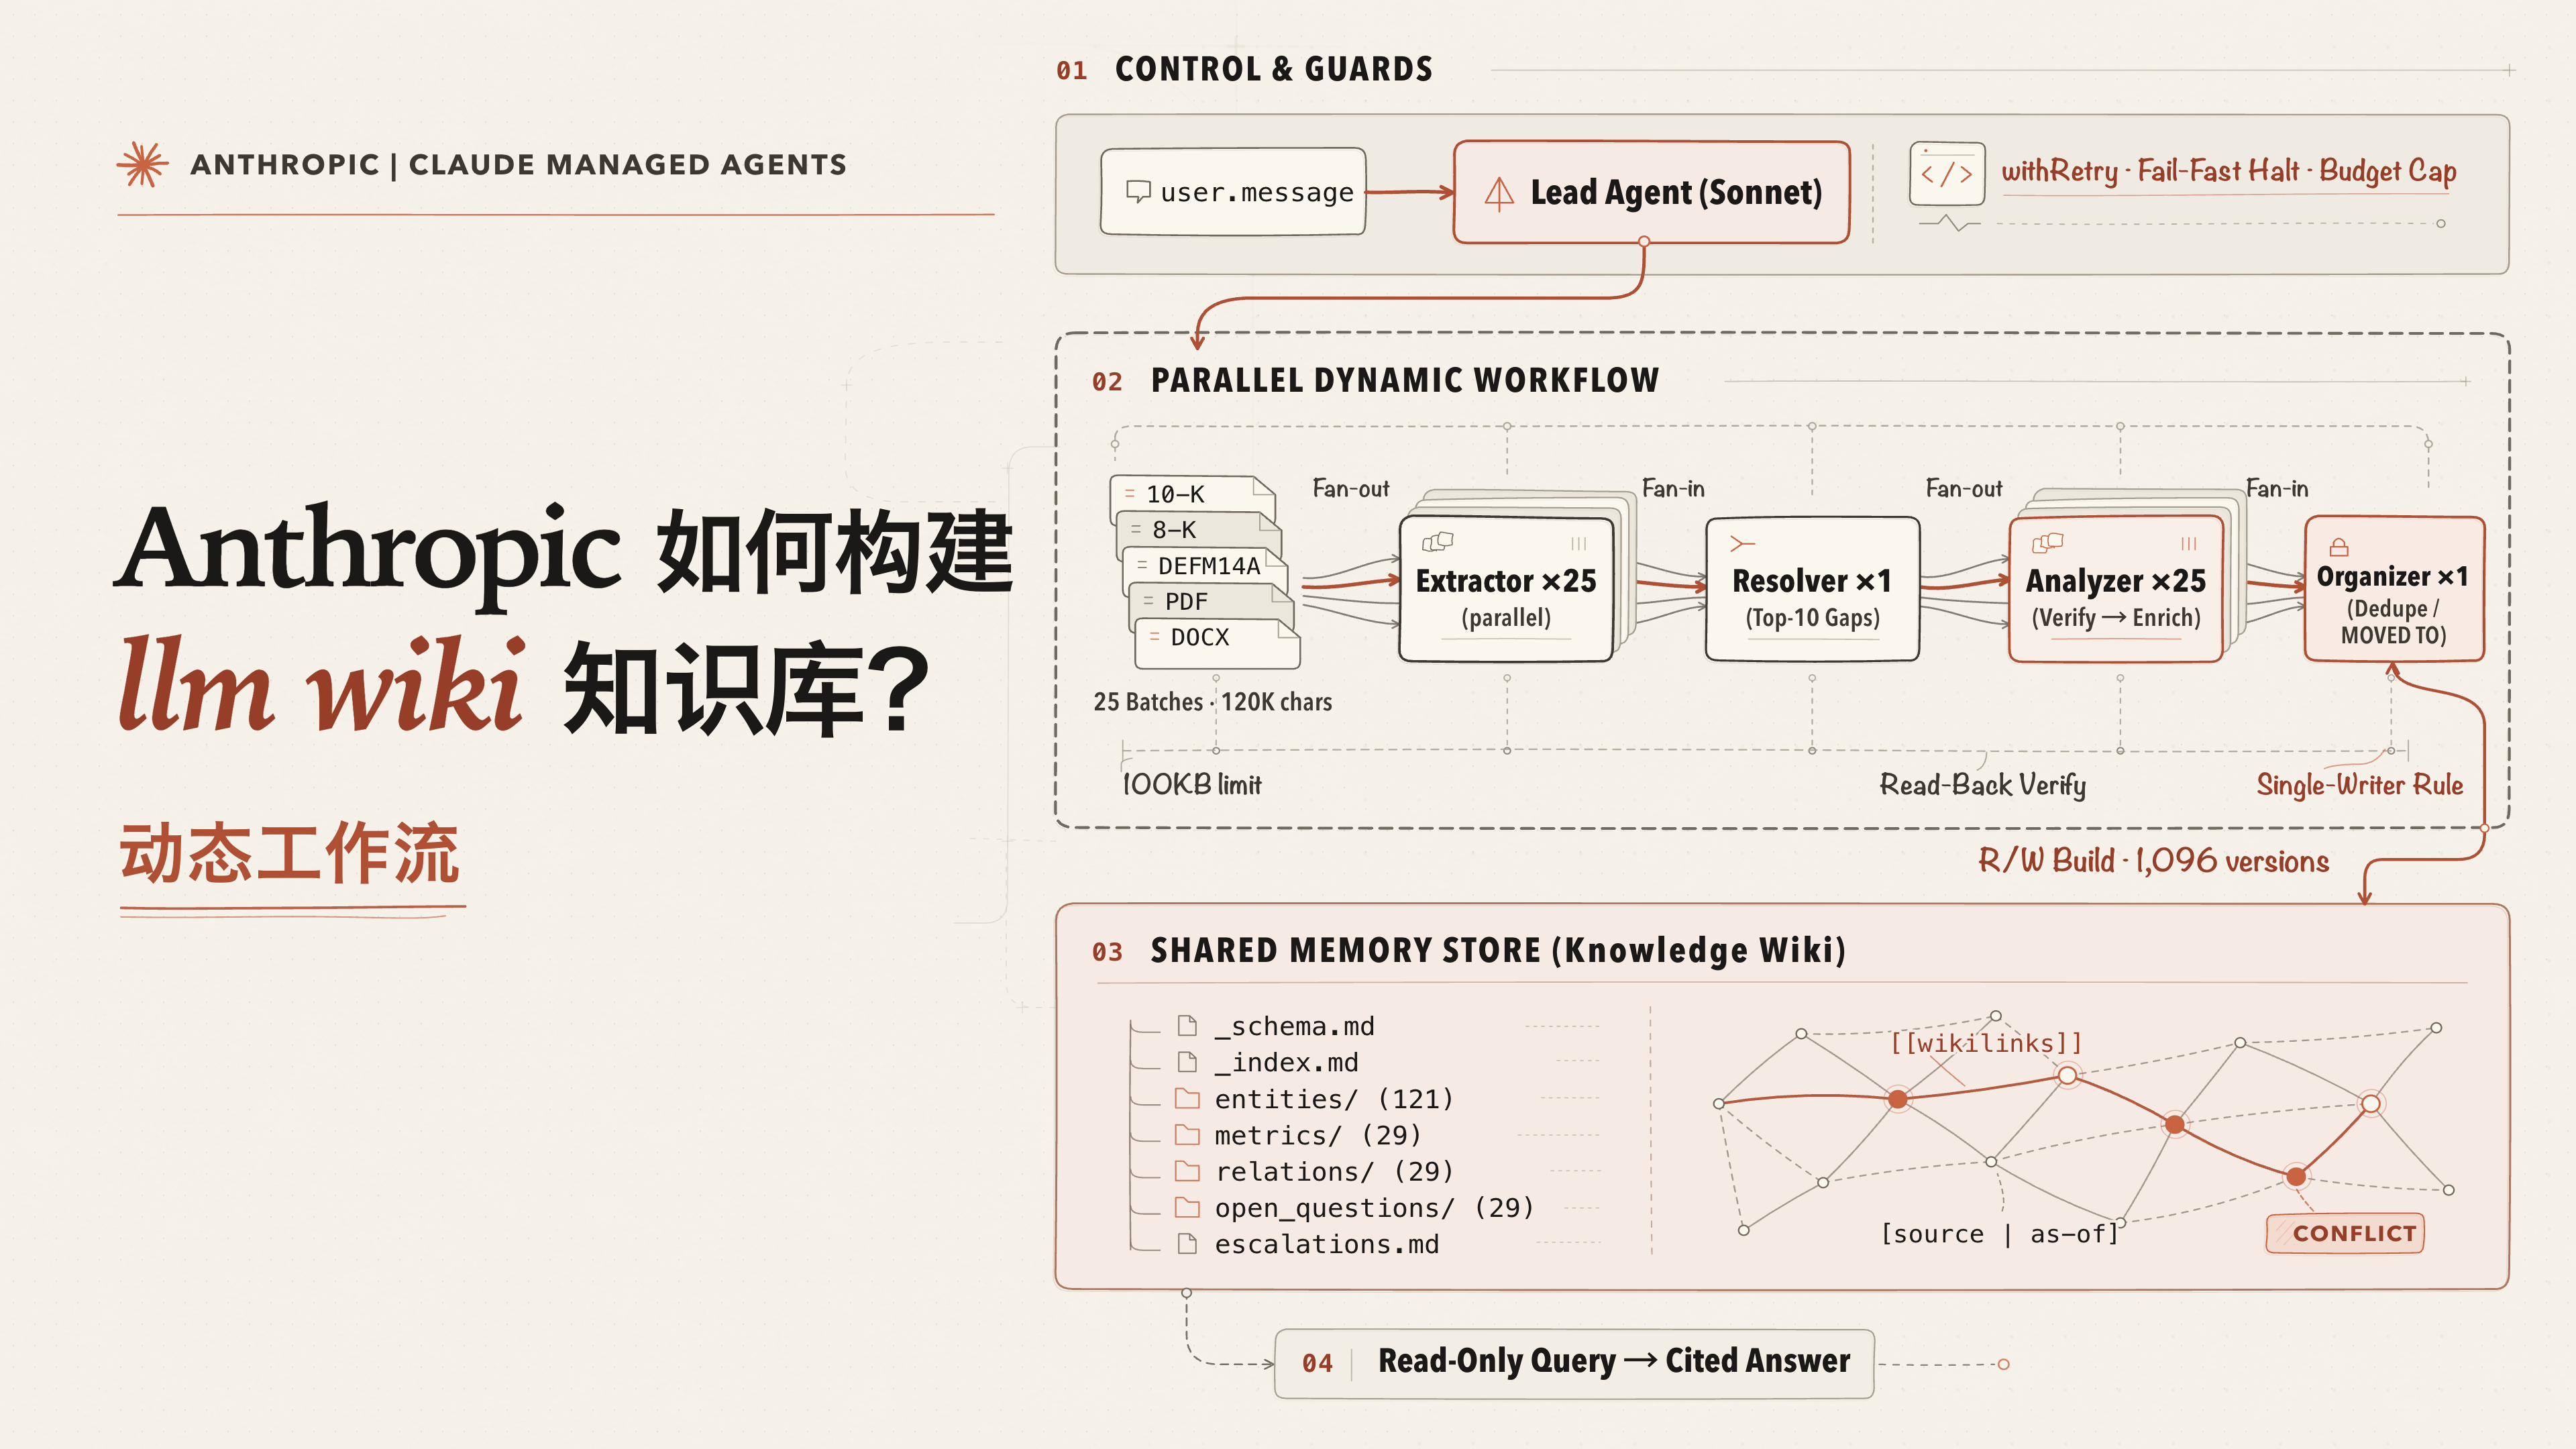 ANTHROPIC | CLAUDE MANAGED AGENTS
Anthropic 如何构建
llm wiki 知识库?
动态工作流
01 CONTROL & GUARDS
user.message
Lead Agent (Sonnet)
</>
withRetry · Fail-Fast Halt · Budget Cap
02 PARALLEL DYNAMIC WORKFLOW
10-K
8-K
DEFM14A
PDF
DOCX
25 Batches · 120K chars
Fan-out
Extractor ×25
(parallel)
Fan-in
Resolver ×1
(Top-10 Gaps)
Fan-out
Analyzer ×25
(Verify → Enrich)
Fan-in
Organizer ×1
(Dedupe /
MOVED TO)
100KB limit
Read-Back Verify
Single-Writer Rule
R/W Build · 1,096 versions
03 SHARED MEMORY STORE (Knowledge Wiki)
_schema.md
_index.md
entities/ (121)
metrics/ (29)
relations/ (29)
open_questions/ (29)
escalations.md
[[wikilinks]]
[source | as-of]
CONFLICT
04 Read-Only Query → Cited Answer